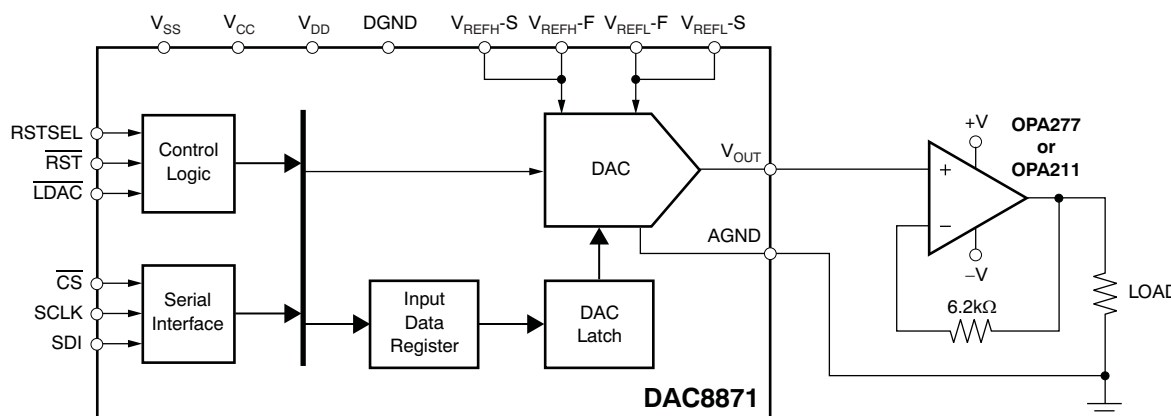 VSS VCC VDD DGND VREFH-S VREFH-F VREFL-F VREFL-S
RSTSEL
RST
LDAC
Control
Logic
DAC
VOUT
AGND
+V
OPA277
or
OPA211
+
−
−V
6.2kΩ
LOAD
CS
SCLK
SDI
Serial
Interface
Input
Data
Register
DAC
Latch
DAC8871